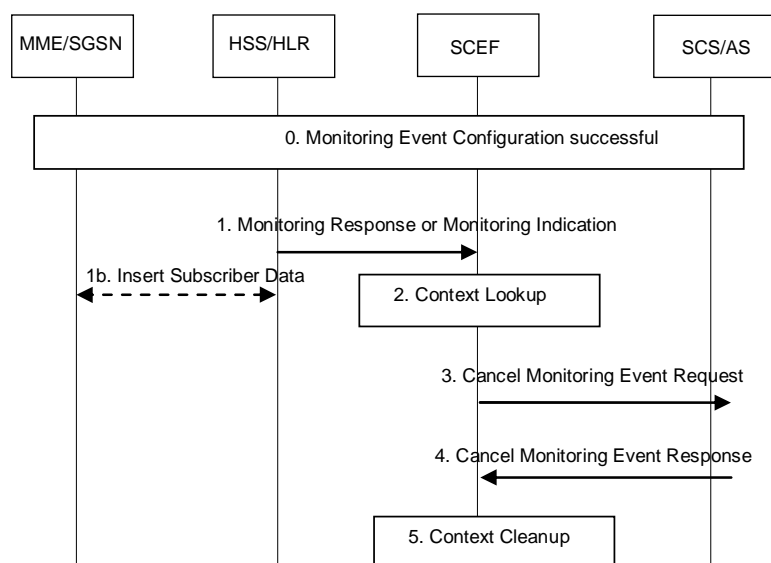 MME/SGSN
HSS/HLR
SCEF
SCS/AS
0. Monitoring Event Configuration successful
1. Monitoring Response or Monitoring Indication
1b. Insert Subscriber Data
2. Context Lookup
3. Cancel Monitoring Event Request
4. Cancel Monitoring Event Response
5. Context Cleanup